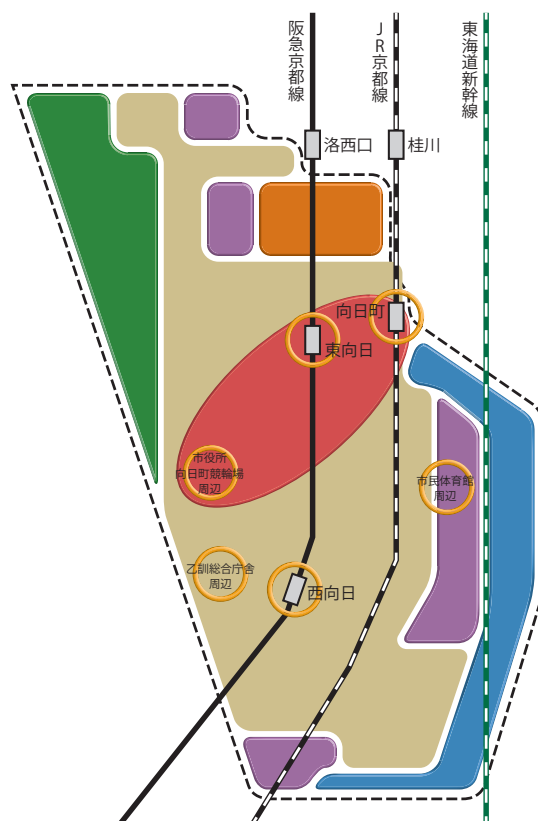 阪急京都線
JR京都線
東海道新幹線
洛西口
桂川
向日町
東向日
市役所
向日町競輪場
周辺
市民体育館
周辺
乙訓総合庁舎
周辺
西向日